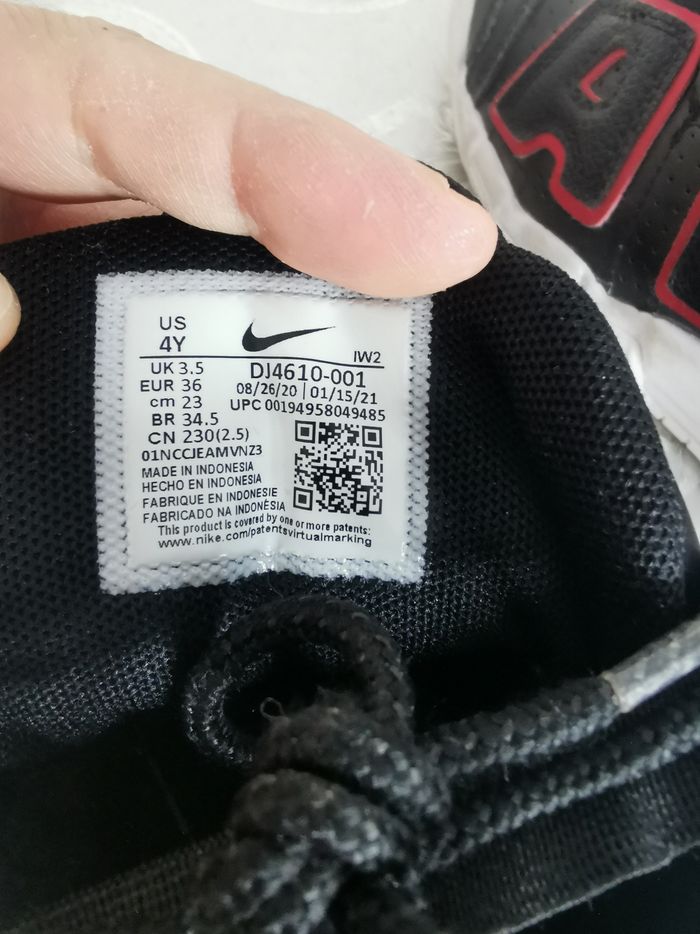 A
US
4Y
IW2
UK 3.5
DJ4610-001
EUR 36
08/26/20 | 01/15/21
cm 23
UPC 00194958049485
BR 34.5
CN 230(2.5)
01NCCJEAMVNZ3
MADE IN INDONESIA
HECHO EN INDONESIA
FABRIQUE EN INDONESIE
FABRICADO NA INDONÉSIA
This product is covered by one or more patents:
www.nike.com/patentsvirtualmarking